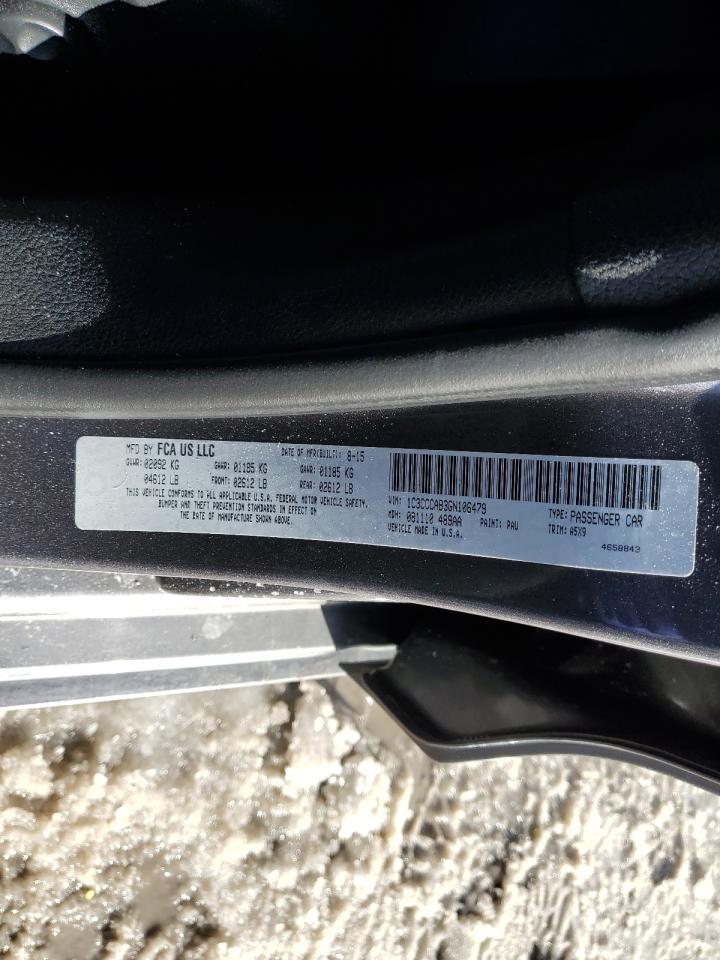 MFD BY FCA US LLC DATE OF MFR(BUILT): 8-15
GVWR: 02092 KG GAWR: 01185 KG GAWR: 01185 KG
04612 LB FRONT: 02612 LB REAR: 02612 LB
THIS VEHICLE CONFORMS TO ALL APPLICABLE U.S.A. FEDERAL MOTOR VEHICLE SAFETY,
BUMPER AND THEFT PREVENTION STANDARDS IN EFFECT ON
THE DATE OF MANUFACTURE SHOWN ABOVE.
VIN: 1C3CCCAB3GN106479 TYPE: PASSENGER CAR
MDH: 081110 489AA PAINT: PAU TRIM: A5X9
VEHICLE MADE IN U.S.A. 4658843